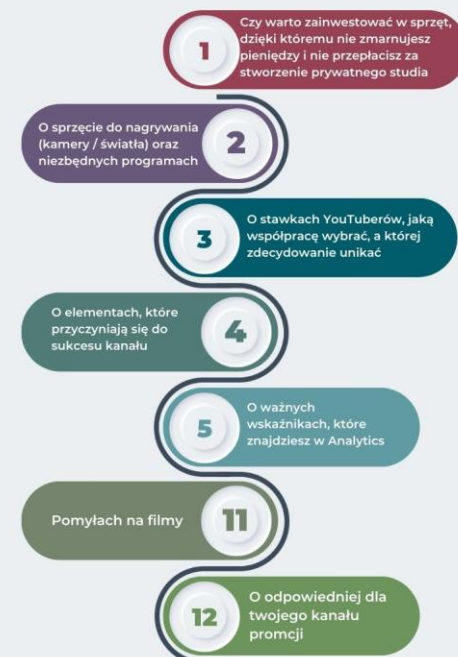 1
Czy warto zainwestować w sprzęt,
dzięki któremu nie zmarnujesz
pieniędzy i nie przepłacisz za
stworzenie prywatnego studia
2
O sprzęcie do nagrywania
(kamery / światła) oraz
niezbędnych programach
3
O stawkach YouTuberów, jaką
współpracę wybrać, a której
zdecydowanie unikać
4
O elementach, które
przyczyniają się do
sukcesu kanału
5
O ważnych
wskaźnikach, które
znajdziesz w Analytics
11
Pomyłach na filmy
12
O odpowiedniej dla
twojego kanału
promcji